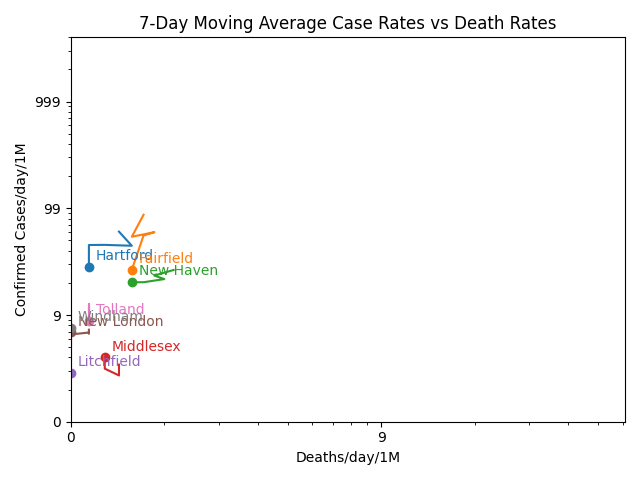 7-Day Moving Average Case Rates vs Death Rates
Confirmed Cases/day/1M
999
99
9
0
Hartford
Fairfield
New Haven
Tolland
Windham
New London
Middlesex
Litchfield
0
9
Deaths/day/1M